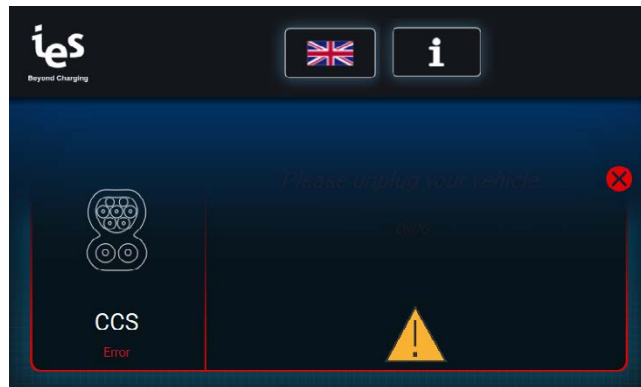 ies
Beyond Charging
i
Please unplug your vehicle.
CCS
Error